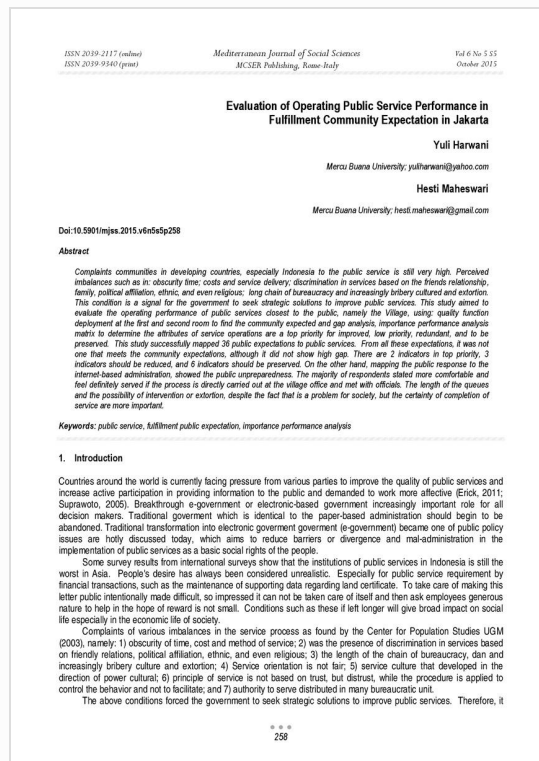 ISSN 2039-2117 (online)
ISSN 2039-9340 (print)
Mediterranean Journal of Social Sciences
MCSER Publishing, Rome-Italy
Vol 6 No 5 S5
October 2015
Evaluation of Operating Public Service Performance in
Fulfillment Community Expectation in Jakarta
Yuli Harwani
Mercu Buana University; yuliharwani@yahoo.com
Hesti Maheswari
Mercu Buana University; hesti.maheswari@gmail.com
Doi:10.5901/mjss.2015.v6n5s5p258
Abstract
Complaints communities in developing countries, especially Indonesia to the public service is still very high. Perceived
imbalances such as in: obscurity time; costs and service delivery; discrimination in services based on the friends relationship,
family, political affiliation, ethnic, and even religious; long chain of bureaucracy and increasingly bribery cultured and extortion.
This condition is a signal for the government to seek strategic solutions to improve public services. This study aimed to
evaluate the operating performance of public services closest to the public, namely the Village, using: quality function
deployment at the first and second room to find the community expected and gap analysis, importance performance analysis
matrix to determine the attributes of service operations are a top priority for improved, low priority, redundant, and to be
preserved. This study successfully mapped 36 public expectations to public services. From all these expectations, it was not
one that meets the community expectations, although it did not show high gap. There are 2 indicators in top priority, 3
indicators should be reduced, and 6 indicators should be preserved. On the other hand, mapping the public response to the
internet-based administration, showed the public unpreparedness. The majority of respondents stated more comfortable and
feel definitely served if the process is directly carried out at the village office and met with officials. The length of the queues
and the possibility of intervention or extortion, despite the fact that is a problem for society, but the certainty of completion of
service are more important.
Keywords: public service, fulfillment public expectation, importance performance analysis
1. Introduction
Countries around the world is currently facing pressure from various parties to improve the quality of public services and
increase active participation in providing information to the public and demanded to work more affective (Erick, 2011;
Suprawoto, 2005). Breakthrough e-government or electronic-based government increasingly important role for all
decision makers. Traditional goverment which is identical to the paper-based administration should begin to be
abandoned. Traditional transformation into electronic goverment goverment (e-government) became one of public policy
issues are hotly discussed today, which aims to reduce barriers or divergence and mal-administration in the
implementation of public services as a basic social rights of the people.
Some survey results from international surveys show that the institutions of public services in Indonesia is still the
worst in Asia. People's desire has always been considered unrealistic. Especially for public service requirement by
financial transactions, such as the maintenance of supporting data regarding land certificate. To take care of making this
letter public intentionally made difficult, so impressed it can not be taken care of itself and then ask employees generous
nature to help in the hope of reward is not small. Conditions such as these if left longer will give broad impact on social
life especially in the economic life of society.
Complaints of various imbalances in the service process as found by the Center for Population Studies UGM
(2003), namely: 1) obscurity of time, cost and method of service; 2) was the presence of discrimination in services based
on friendly relations, political affiliation, ethnic, and even religious; 3) the length of the chain of bureaucracy, dan and
increasingly bribery culture and extortion; 4) Service orientation is not fair; 5) service culture that developed in the
direction of power cultural; 6) principle of service is not based on trust, but distrust, while the procedure is applied to
control the behavior and not to facilitate; and 7) authority to serve distributed in many bureaucratic unit.
The above conditions forced the government to seek strategic solutions to improve public services. Therefore, it
258